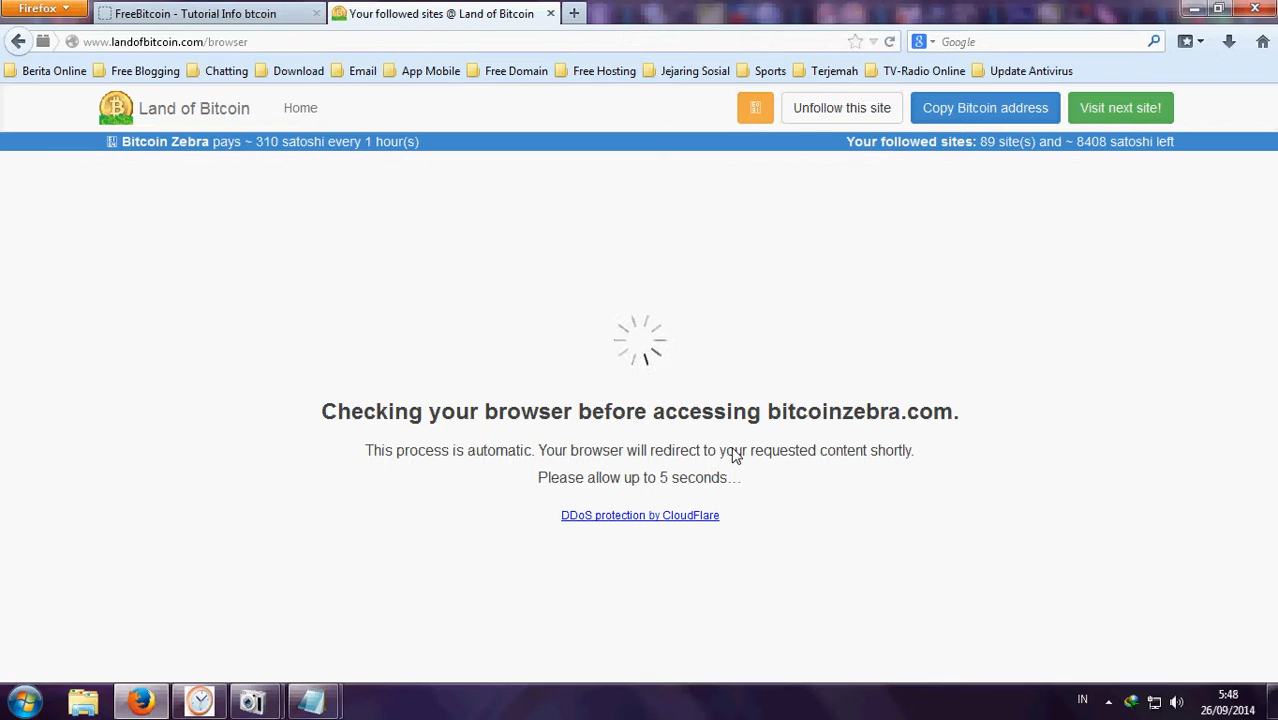 Firefox
FreeBitcoin - Tutorial Info btcoin
Your followed sites @ Land of Bitcoin
www.landofbitcoin.com/browser
Google
Berita Online
Free Blogging
Chatting
Download
Email
App Mobile
Free Domain
Free Hosting
Jejaring Sosial
Sports
Terjemah
TV-Radio Online
Update Antivirus
Land of Bitcoin
Home
Unfollow this site
Copy Bitcoin address
Visit next site!
Bitcoin Zebra pays ~ 310 satoshi every 1 hour(s)
Your followed sites: 89 site(s) and ~ 8408 satoshi left
Checking your browser before accessing bitcoinzebra.com.
This process is automatic. Your browser will redirect to your requested content shortly.
Please allow up to 5 seconds…
DDoS protection by CloudFlare
IN
5:48
26/09/2014